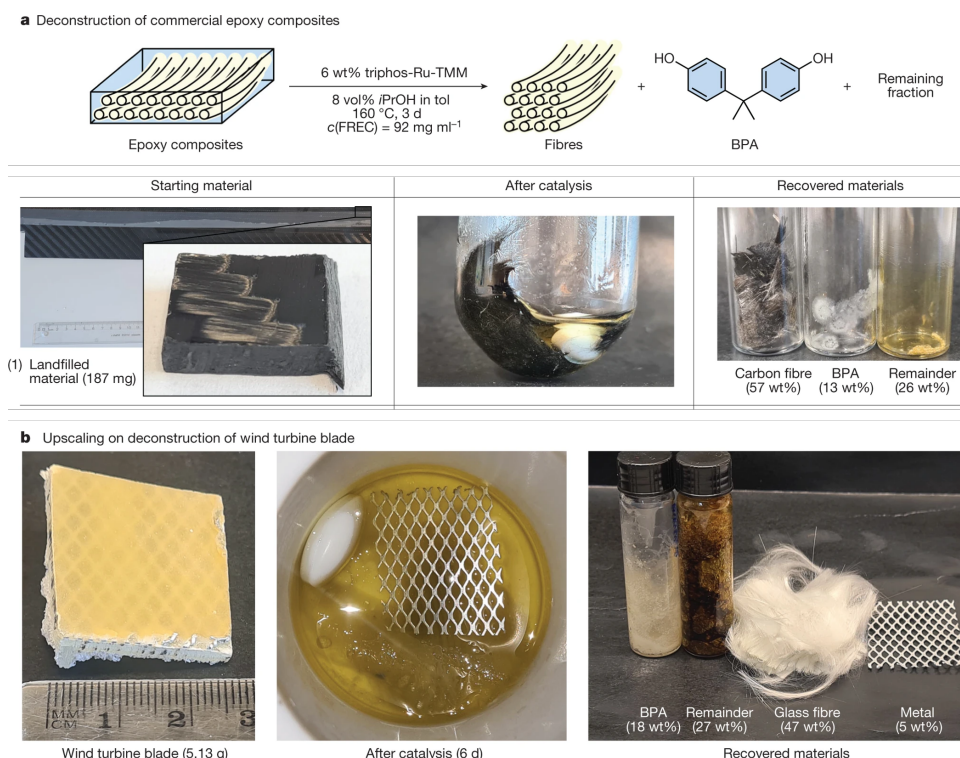 a Deconstruction of commercial epoxy composites
6 wt% triphos-Ru-TMM
8 vol% iPrOH in tol
160 °C, 3 d
c(FREC) = 92 mg ml⁻¹
Epoxy composites
+
Fibres
HO
OH
BPA
+
Remaining
fraction
Starting material
After catalysis
Recovered materials
(1) Landfilled
material (187 mg)
Carbon fibre
(57 wt%)
BPA
(13 wt%)
Remainder
(26 wt%)
b Upscaling on deconstruction of wind turbine blade
MM
CM
1
2
3
BPA
(18 wt%)
Remainder
(27 wt%)
Glass fibre
(47 wt%)
Metal
(5 wt%)
Wind turbine blade (5.13 g)
After catalysis (6 d)
Recovered materials